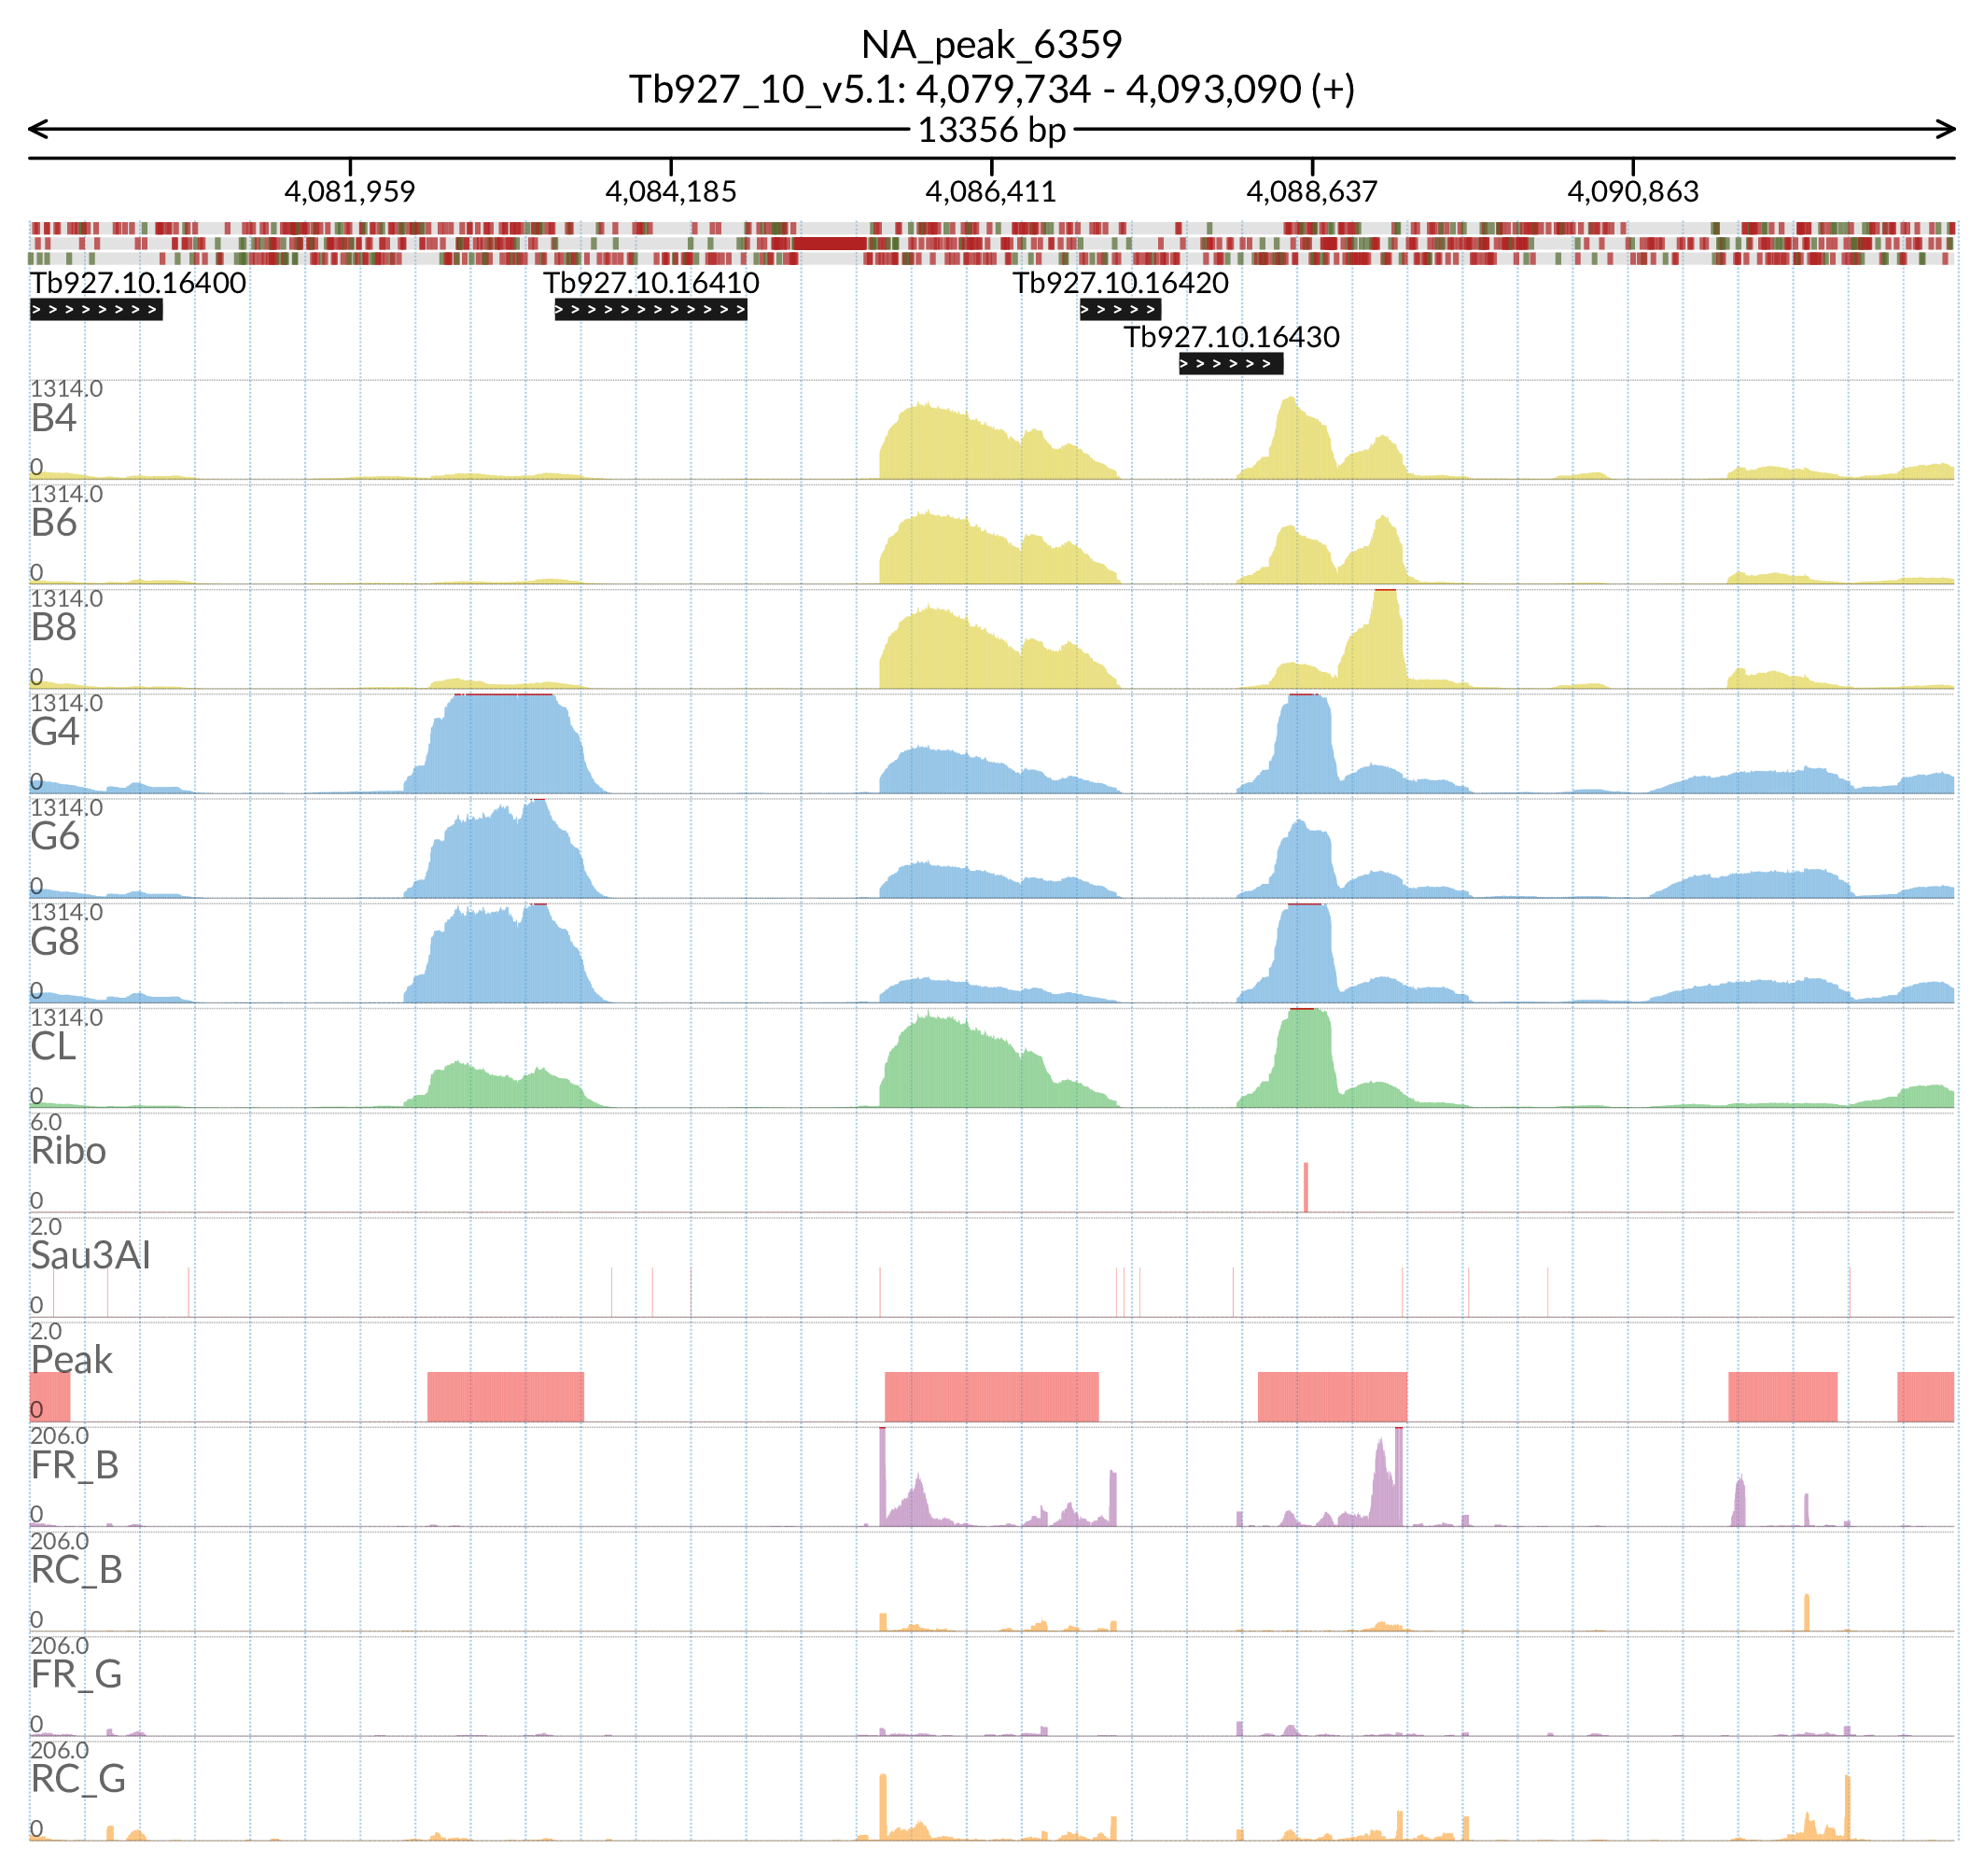 NA_peak_6359
Tb927_10_v5.1: 4,079,734 - 4,093,090 (+)
13356 bp
4,081,959 4,084,185 4,086,411 4,088,637 4,090,863
Tb927.10.16400 Tb927.10.16410 Tb927.10.16420
Tb927.10.16430
1314.0
B4
0
1314.0
B6
0
1314.0
B8
0
1314.0
G4
0
1314.0
G6
0
1314.0
G8
0
1314.0
CL
0
6.0
Ribo
0
2.0
Sau3AI
0
2.0
Peak
0
206.0
FR_B
0
206.0
RC_B
0
206.0
FR_G
0
206.0
RC_G
0